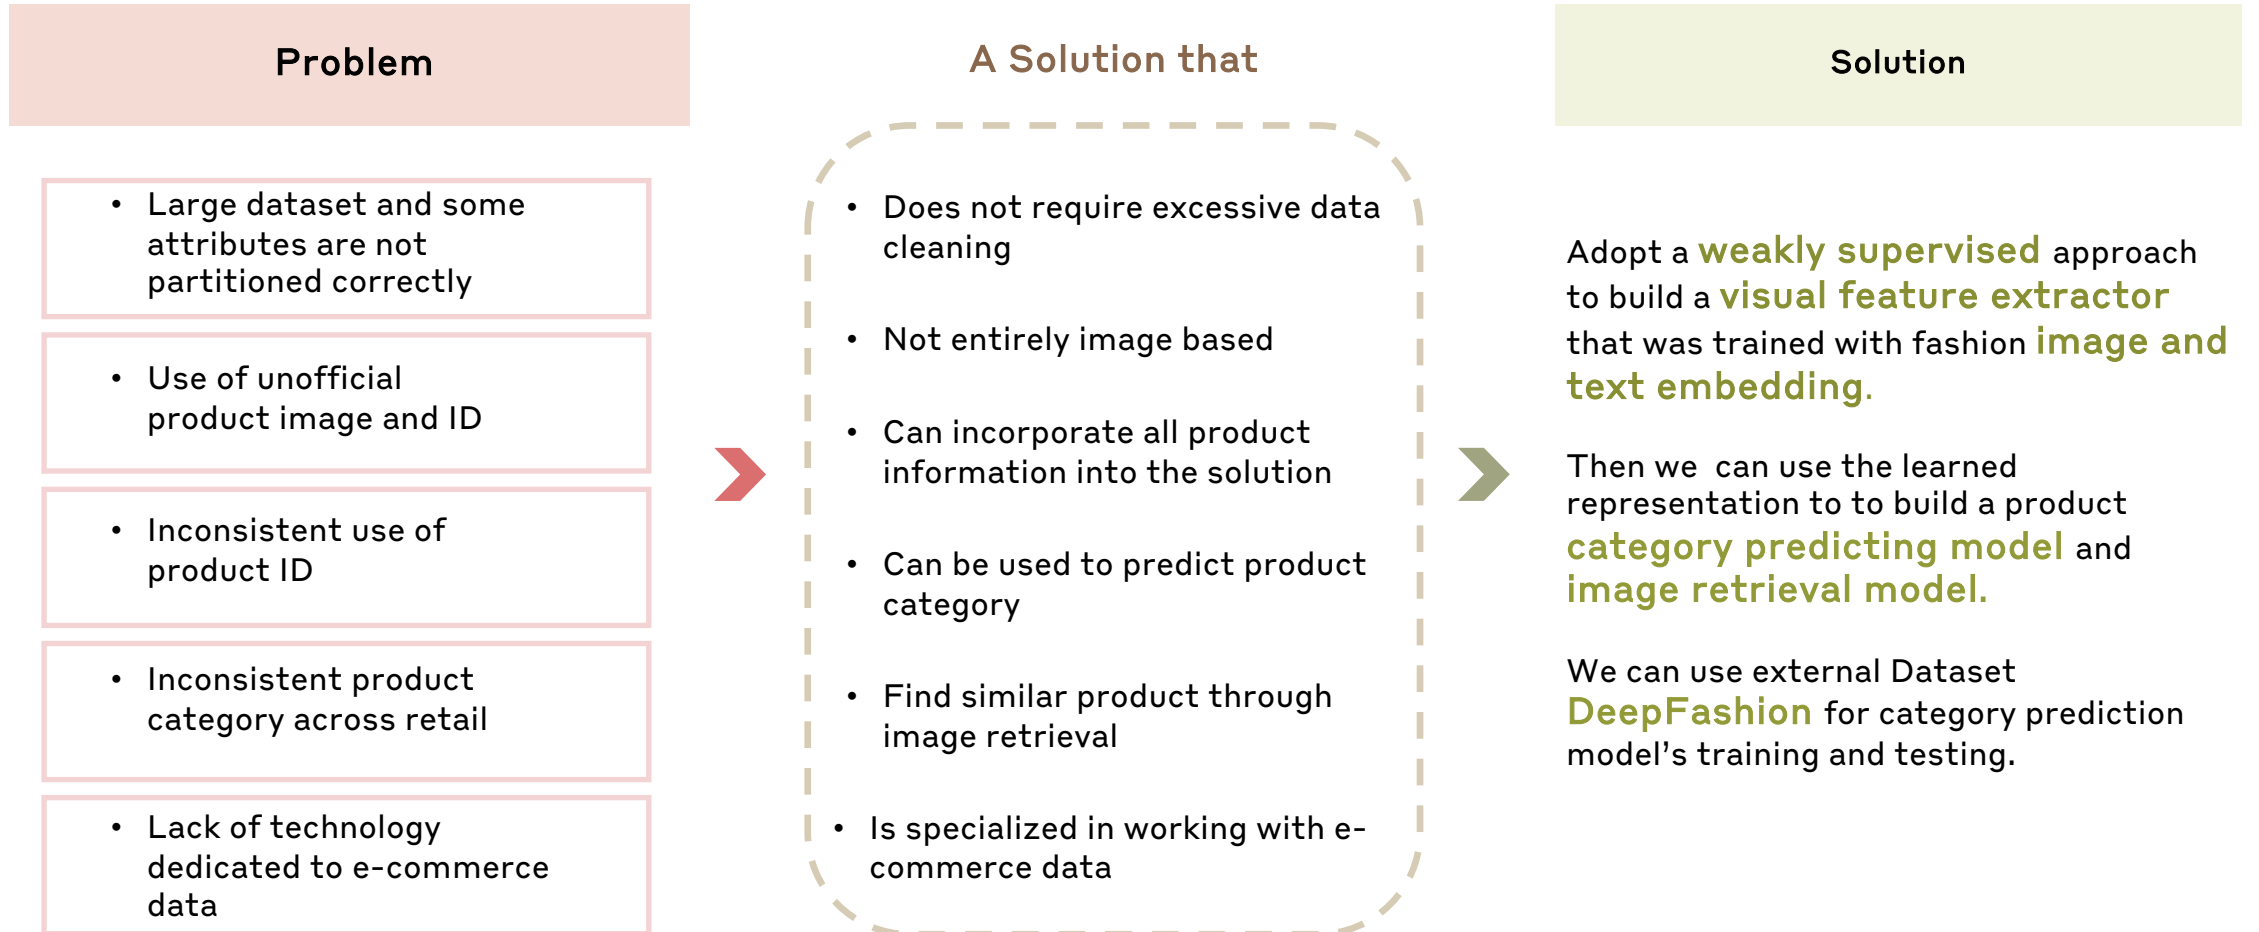 Problem
• Large dataset and some
attributes are not
partitioned correctly
• Use of unofficial
product image and ID
• Inconsistent use of
product ID
• Inconsistent product
category across retail
• Lack of technology
dedicated to e-commerce
data
A Solution that
• Does not require excessive data
cleaning
• Not entirely image based
• Can incorporate all product
information into the solution
• Can be used to predict product
category
• Find similar product through
image retrieval
• Is specialized in working with e-
commerce data
Solution
Adopt a weakly supervised approach
to build a visual feature extractor
that was trained with fashion image and
text embedding.
Then we can use the learned
representation to to build a product
category predicting model and
image retrieval model.
We can use external Dataset
DeepFashion for category prediction
model’s training and testing.